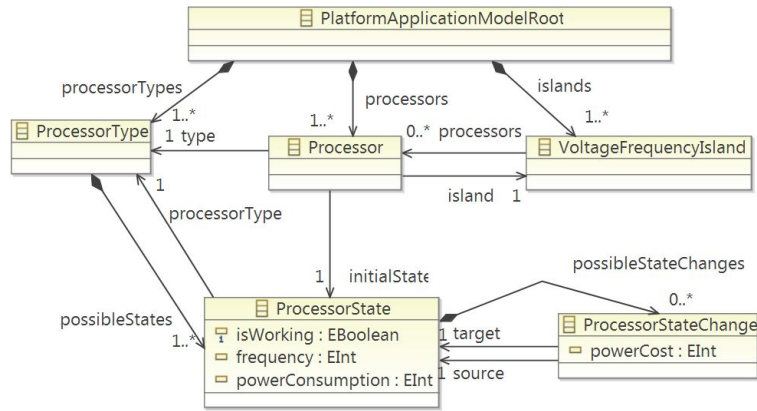 PlatformApplicationModelRoot
processorTypes
processors
islands
1..*
1..*
1..*
ProcessorType
1 type
Processor
0..* processors
VoltageFrequencyIsland
island 1
1
processorType
1 initialState
possibleStateChanges
possibleStates
1..*
ProcessorState
isWorking : EBoolean
frequency : EInt
powerConsumption : EInt
1 target
1 source
0..*
ProcessorStateChange
powerCost : EInt